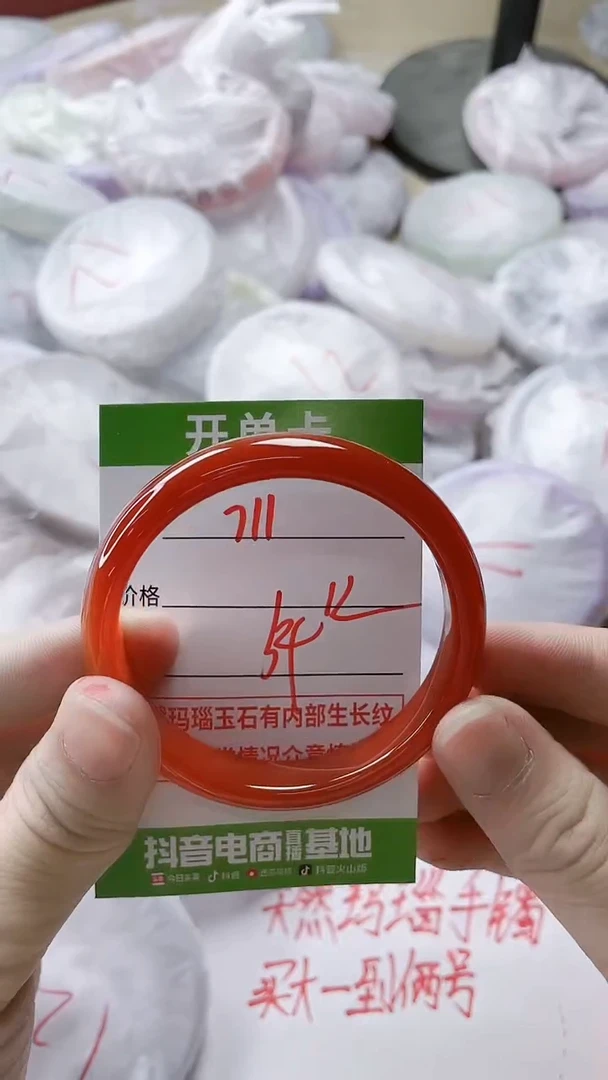 开单卡
711
价格
玛瑙玉石有内部生长纹
抖音电商直播基地
今日头条 抖音 西瓜视频 抖音火山版
天然玛瑙手镯
买大一到俩号